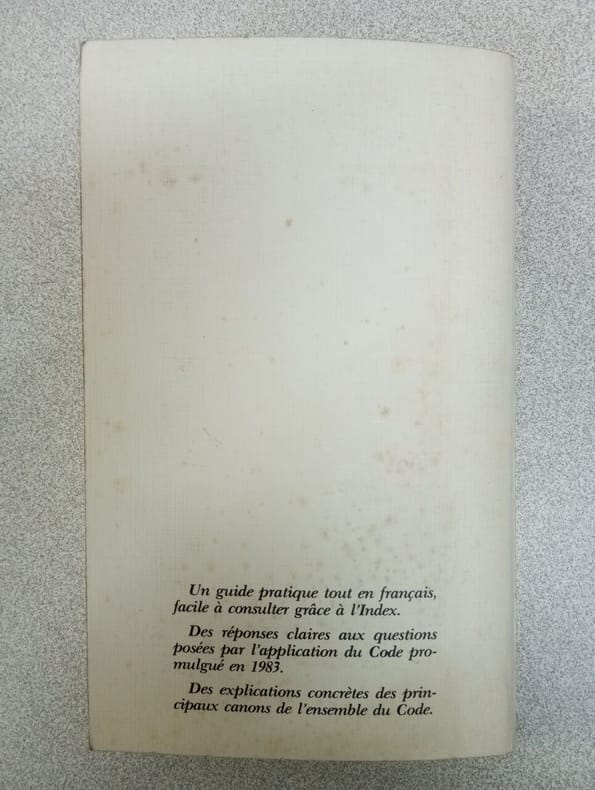 Un guide pratique tout en français,
facile à consulter grâce à l'Index.
Des réponses claires aux questions
posées par l'application du Code pro-
mulgué en 1983.
Des explications concrètes des prin-
cipaux canons de l'ensemble du Code.